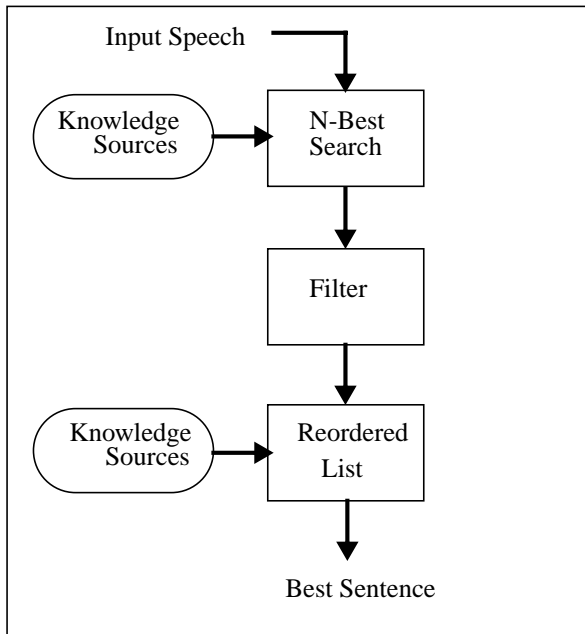 Input Speech
Knowledge
Sources
N-Best
Search
Filter
Knowledge
Sources
Reordered
List
Best Sentence